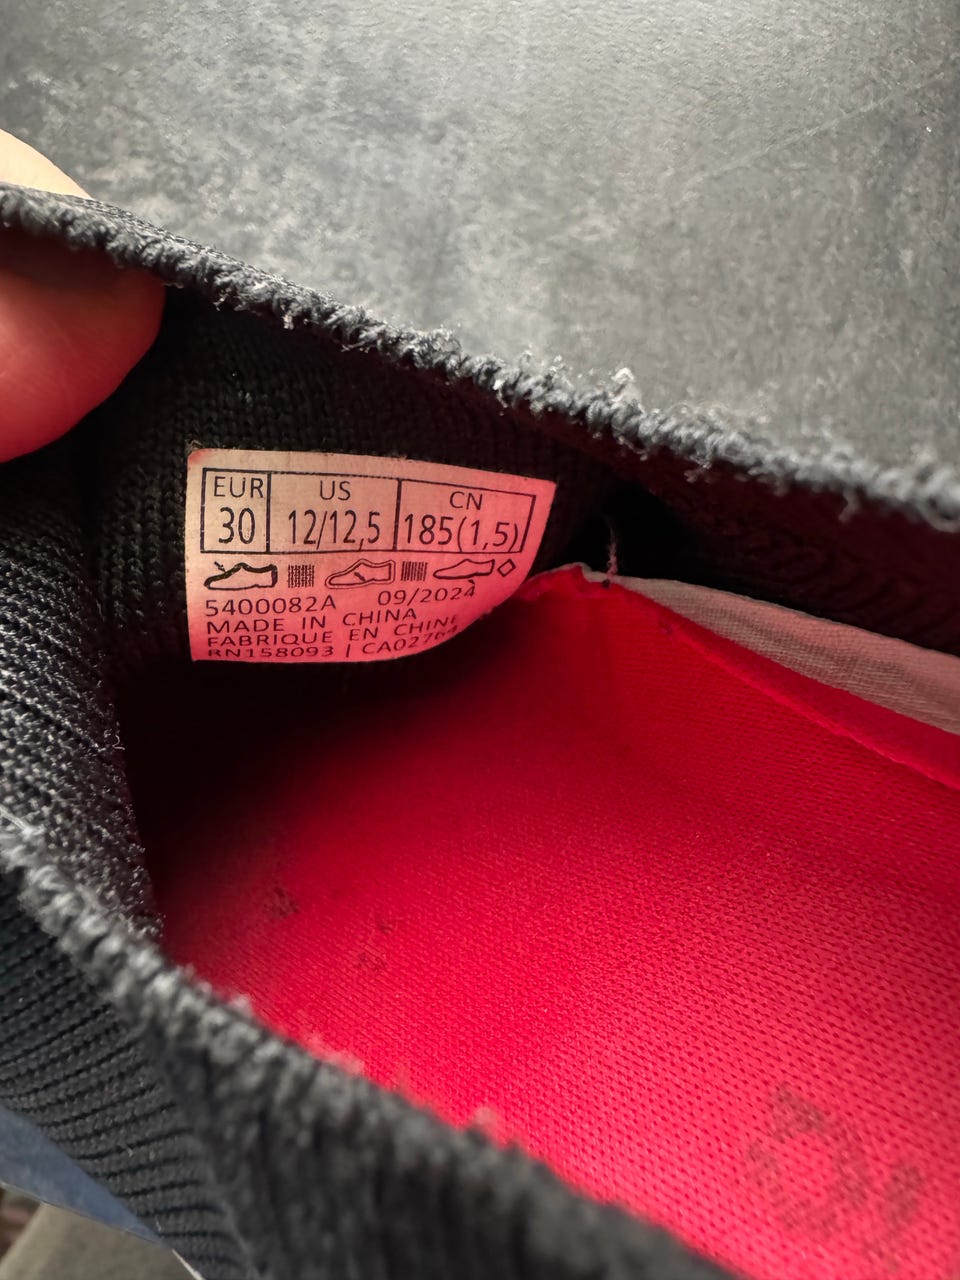 EUR US CN
30 12/12,5 185(1,5)
5400082A 09/2024
MADE IN CHINA
FABRIQUE EN CHINE
RN158093 | CA02764